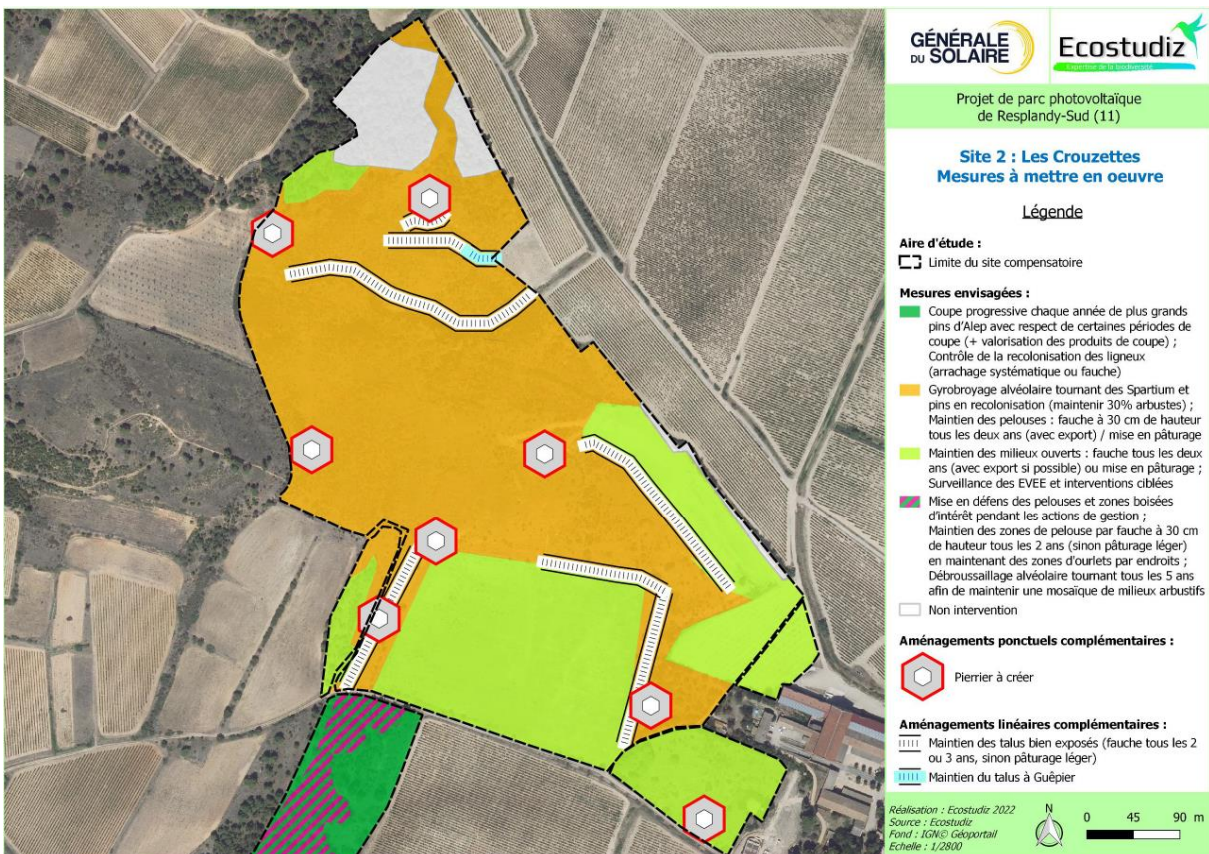 GÉNÉRALE
DU SOLAIRE
Ecostudiz
Expertise de la biodiversité
Projet de parc photovoltaïque
de Resplandy-Sud (11)
Site 2 : Les Crouzettes
Mesures à mettre en oeuvre
Légende
Aire d'étude :
Limite du site compensatoire
Mesures envisagées :
Coupe progressive chaque année de plus grands
pins d'Alep avec respect de certaines périodes de
coupe (+ valorisation des produits de coupe) ;
Contrôle de la recolonisation des ligneux
(arrachage systématique ou fauche)
Gyrobroyage alvéolaire tournant des Spartium et
pins en recolonisation (maintenir 30% arbustes) ;
Maintien des pelouses : fauche à 30 cm de hauteur
tous les deux ans (avec export) / mise en pâturage
Maintien des milieux ouverts : fauche tous les deux
ans (avec export si possible) ou mise en pâturage ;
Surveillance des EVEE et interventions ciblées
Mise en défens des pelouses et zones boisées
d'intérêt pendant les actions de gestion ;
Maintien des zones de pelouse par fauche à 30 cm
de hauteur tous les 2 ans (sinon pâturage léger)
en maintenant des zones d'ourlets par endroits ;
Débroussaillage alvéolaire tournant tous les 5 ans
afin de maintenir une mosaïque de milieux arbustifs
Non intervention
Aménagements ponctuels complémentaires :
Pierrier à créer
Aménagements linéaires complémentaires :
Maintien des talus bien exposés (fauche tous les 2
ou 3 ans, sinon pâturage léger)
Maintien du talus à Guêpier
Réalisation : Ecostudiz 2022
Source : Ecostudiz
Fond : IGN© Géoportail
Echelle : 1/2800
N
0 45 90 m